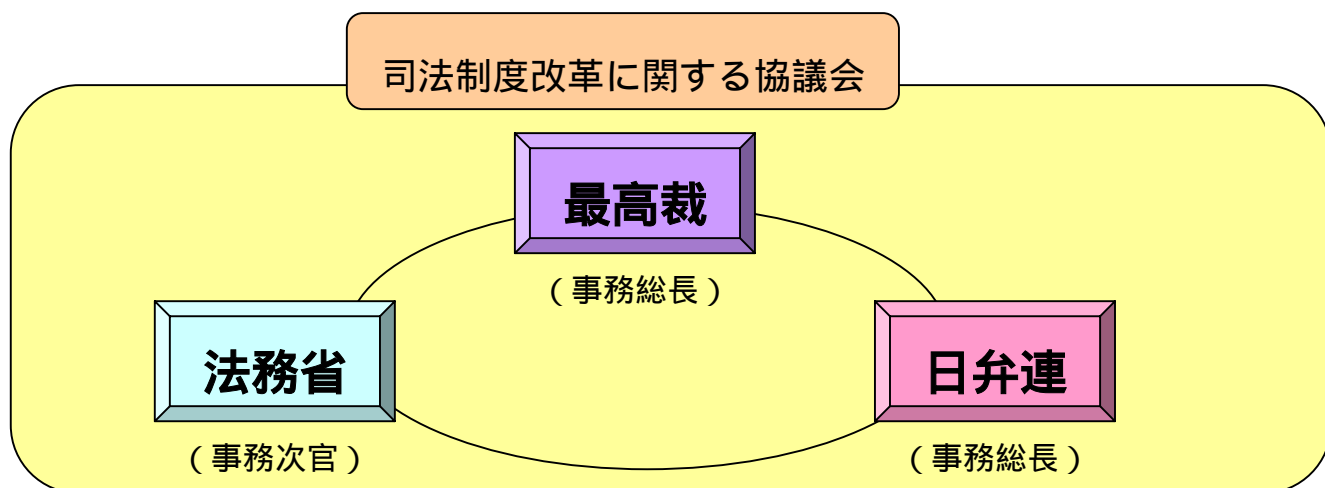 司法制度改革に関する協議会
最高裁
（事務総長）
法務省
（事務次官）
日弁連
（事務総長）